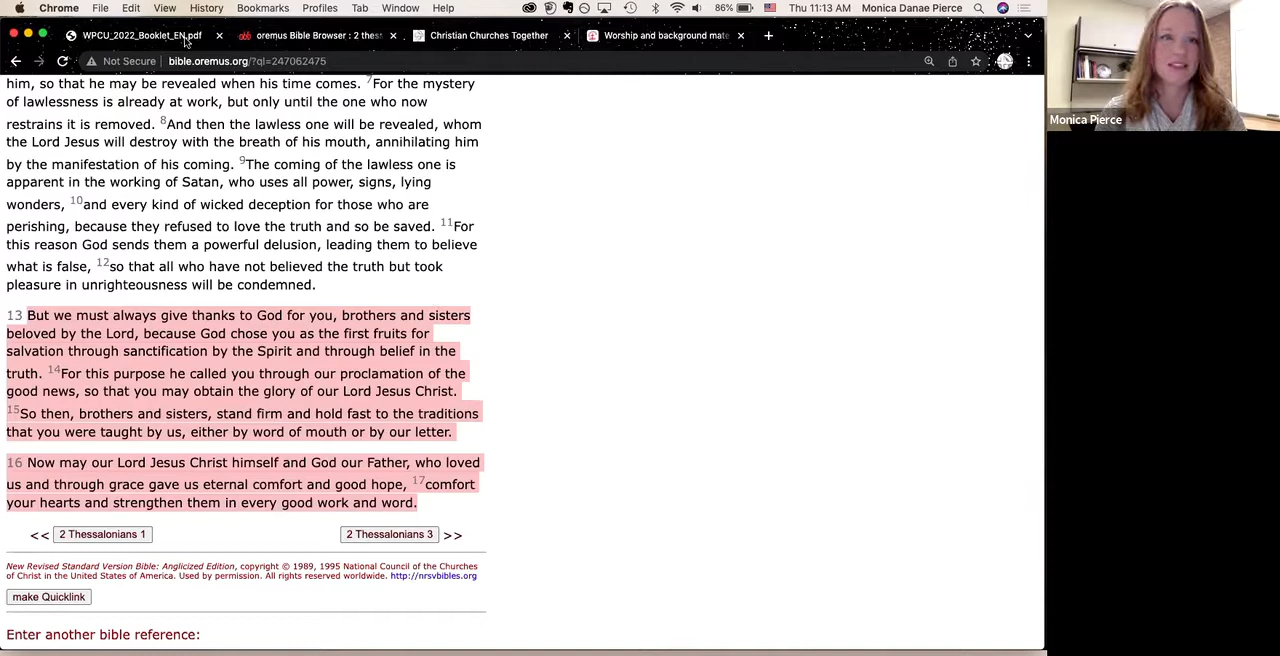 Chrome File Edit View History Bookmarks Profiles Tab Window Help 86% Thu 11:13 AM Monica Danae Pierce
WPCU_2022_Booklet_EN.pdf oremus Bible Browser : 2 thes Christian Churches Together Worship and background mate
Not Secure bible.oremus.org/?ql=247062475
him, so that he may be revealed when his time comes. 7For the mystery
of lawlessness is already at work, but only until the one who now
restrains it is removed. 8And then the lawless one will be revealed, whom
the Lord Jesus will destroy with the breath of his mouth, annihilating him
by the manifestation of his coming. 9The coming of the lawless one is
apparent in the working of Satan, who uses all power, signs, lying
wonders, 10and every kind of wicked deception for those who are
perishing, because they refused to love the truth and so be saved. 11For
this reason God sends them a powerful delusion, leading them to believe
what is false, 12so that all who have not believed the truth but took
pleasure in unrighteousness will be condemned.
13 But we must always give thanks to God for you, brothers and sisters
beloved by the Lord, because God chose you as the first fruits for
salvation through sanctification by the Spirit and through belief in the
truth. 14For this purpose he called you through our proclamation of the
good news, so that you may obtain the glory of our Lord Jesus Christ.
15So then, brothers and sisters, stand firm and hold fast to the traditions
that you were taught by us, either by word of mouth or by our letter.
16 Now may our Lord Jesus Christ himself and God our Father, who loved
us and through grace gave us eternal comfort and good hope, 17comfort
your hearts and strengthen them in every good work and word.
<< 2 Thessalonians 1 2 Thessalonians 3 >>
New Revised Standard Version Bible: Anglicized Edition, copyright © 1989, 1995 National Council of the Churches
of Christ in the United States of America. Used by permission. All rights reserved worldwide. http://nrsvbibles.org
make Quicklink
Enter another bible reference:
Monica Pierce